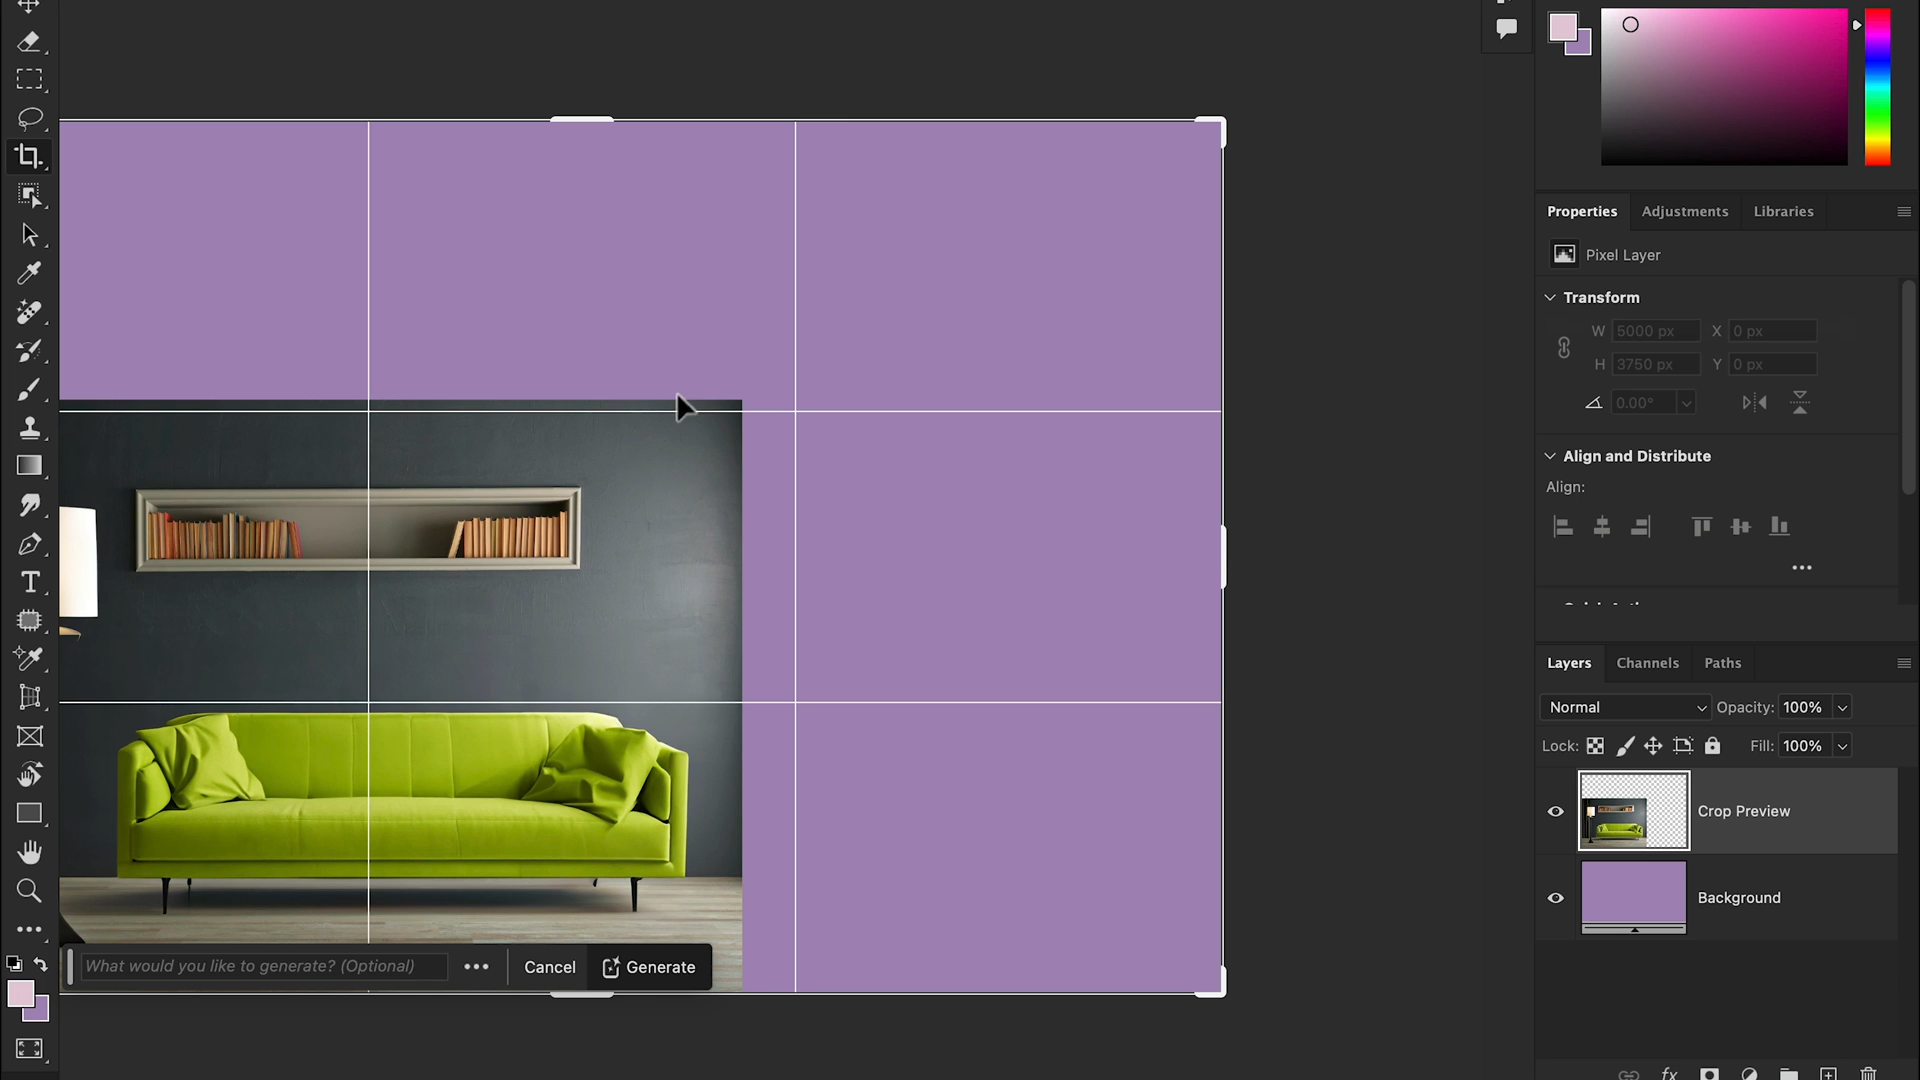 Properties
Adjustments
Libraries
Pixel Layer
Transform
W 5000 px X 0 px
H 3750 px Y 0 px
0.00°
Align and Distribute
Align:
Layers
Channels
Paths
Normal
Opacity: 100%
Lock:
Fill: 100%
Crop Preview
Background
fx
T
What would you like to generate? (Optional)
Cancel
Generate